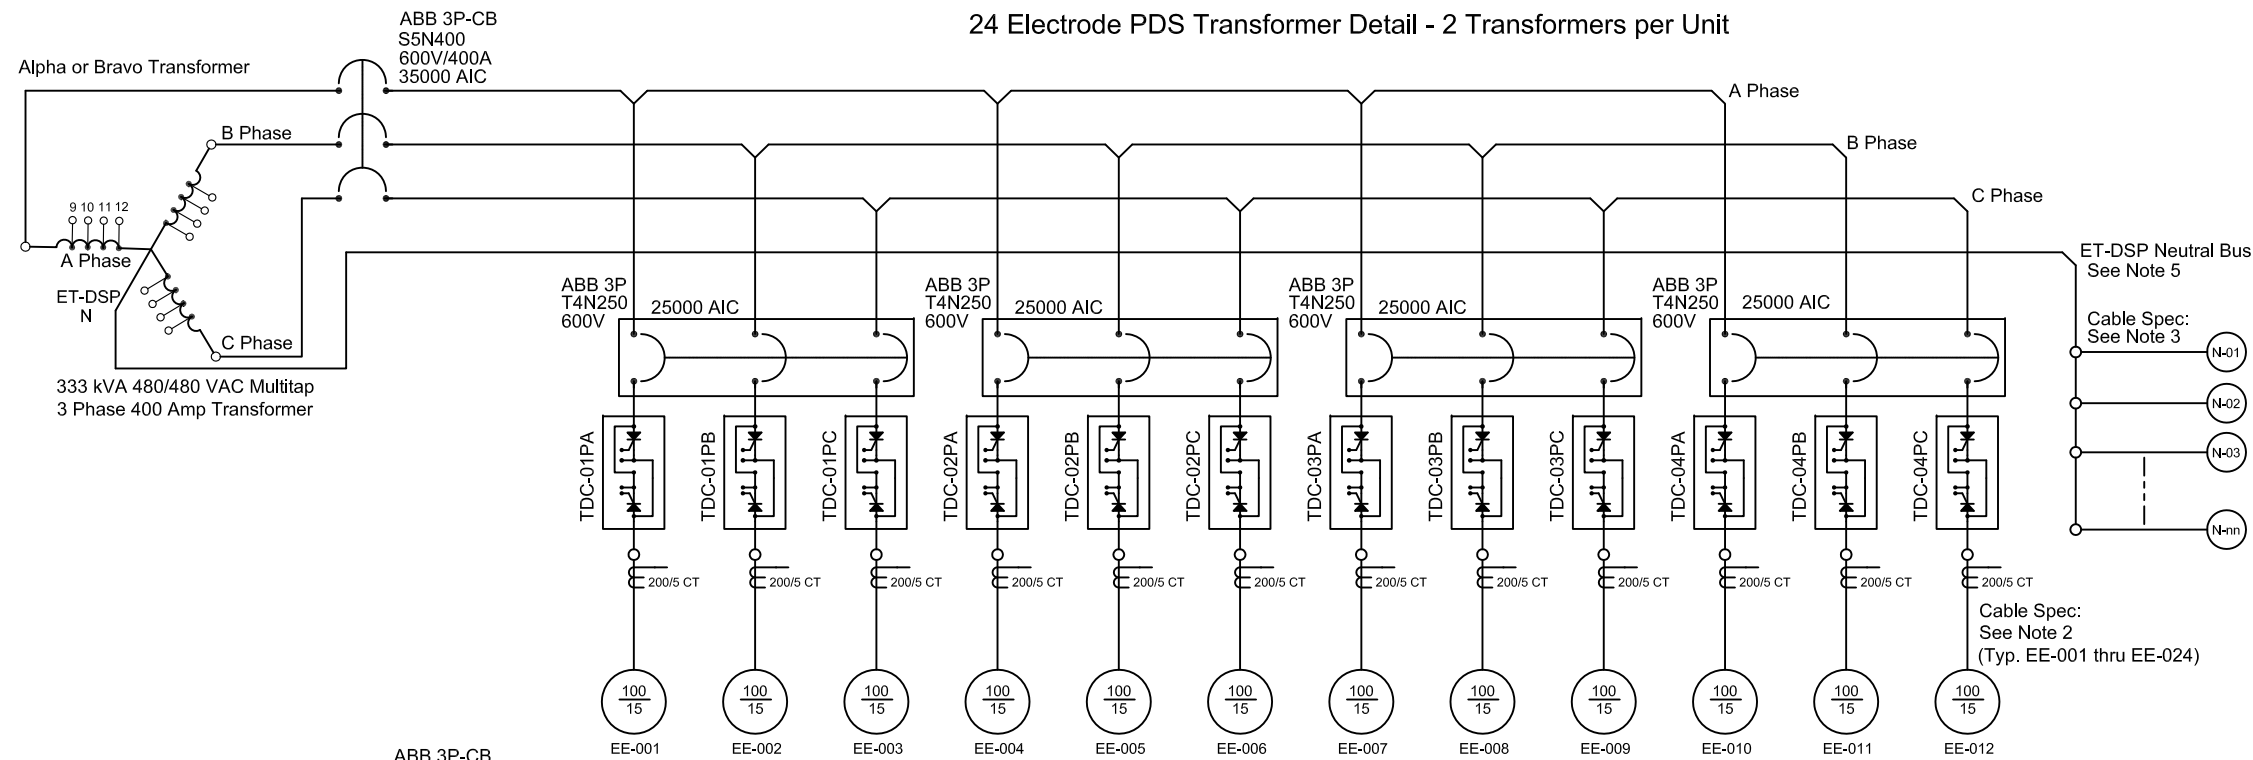 24 Electrode PDS Transformer Detail - 2 Transformers per Unit
ABB 3P-CB
S5N400
600V/400A
35000 AIC
Alpha or Bravo Transformer
A Phase
B Phase
B Phase
C Phase
9 10 11 12
A Phase
ET-DSP
N
C Phase
333 kVA 480/480 VAC Multitap
3 Phase 400 Amp Transformer
ET-DSP Neutral Bus
See Note 5
Cable Spec:
See Note 3
N-01
N-02
N-03
N-nn
ABB 3P
T4N250
600V
25000 AIC
ABB 3P
T4N250
600V
25000 AIC
ABB 3P
T4N250
600V
25000 AIC
ABB 3P
T4N250
600V
25000 AIC
TDC-01PA
TDC-01PB
TDC-01PC
TDC-02PA
TDC-02PB
TDC-02PC
TDC-03PA
TDC-03PB
TDC-03PC
TDC-04PA
TDC-04PB
TDC-04PC
200/5 CT
200/5 CT
200/5 CT
200/5 CT
200/5 CT
200/5 CT
200/5 CT
200/5 CT
200/5 CT
200/5 CT
200/5 CT
200/5 CT
Cable Spec:
See Note 2
(Typ. EE-001 thru EE-024)
100
15
100
15
100
15
100
15
100
15
100
15
100
15
100
15
100
15
100
15
100
15
100
15
EE-001
EE-002
EE-003
EE-004
EE-005
EE-006
EE-007
EE-008
EE-009
EE-010
EE-011
EE-012
ABB 3P-CB